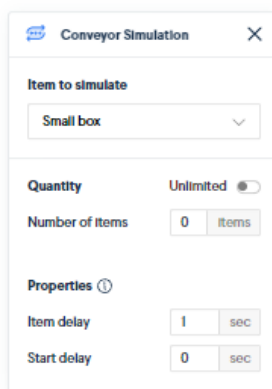 Conveyor Simulation
Item to simulate
Small box
Quantity Unlimited
Number of items 0 items
Properties
Item delay 1 sec
Start delay 0 sec